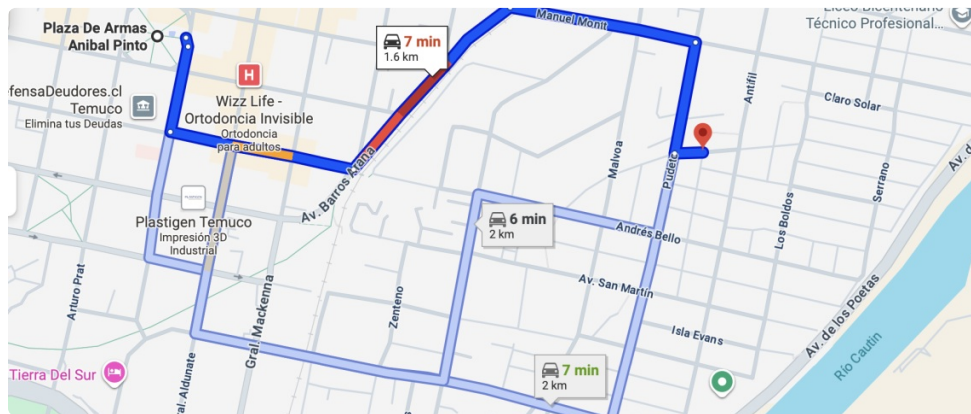 Plaza De Armas
Anibal Pinto
Manuel Montt
Técnico Profesional...
7 min
1.6 km
Antifil
Claro Solar
efensaDeudores.cl
Temuco
Elimina tus Deudas
H
Wizz Life -
Ortodoncia Invisible
Ortodoncia
para adultos
Malvoa
Pudeto
Serrano
Av. de
Av. Barros Arana
Los Boldos
Plastigen Temuco
Impresión 3D
Industrial
6 min
2 km
Andrés Bello
Av. San Martín
Arturo Prat
Gral. Mackenna
Zenteno
Isla Evans
Av. de los Poetas
Río Cautín
Tierra Del Sur
ral. Aldunate
7 min
2 km